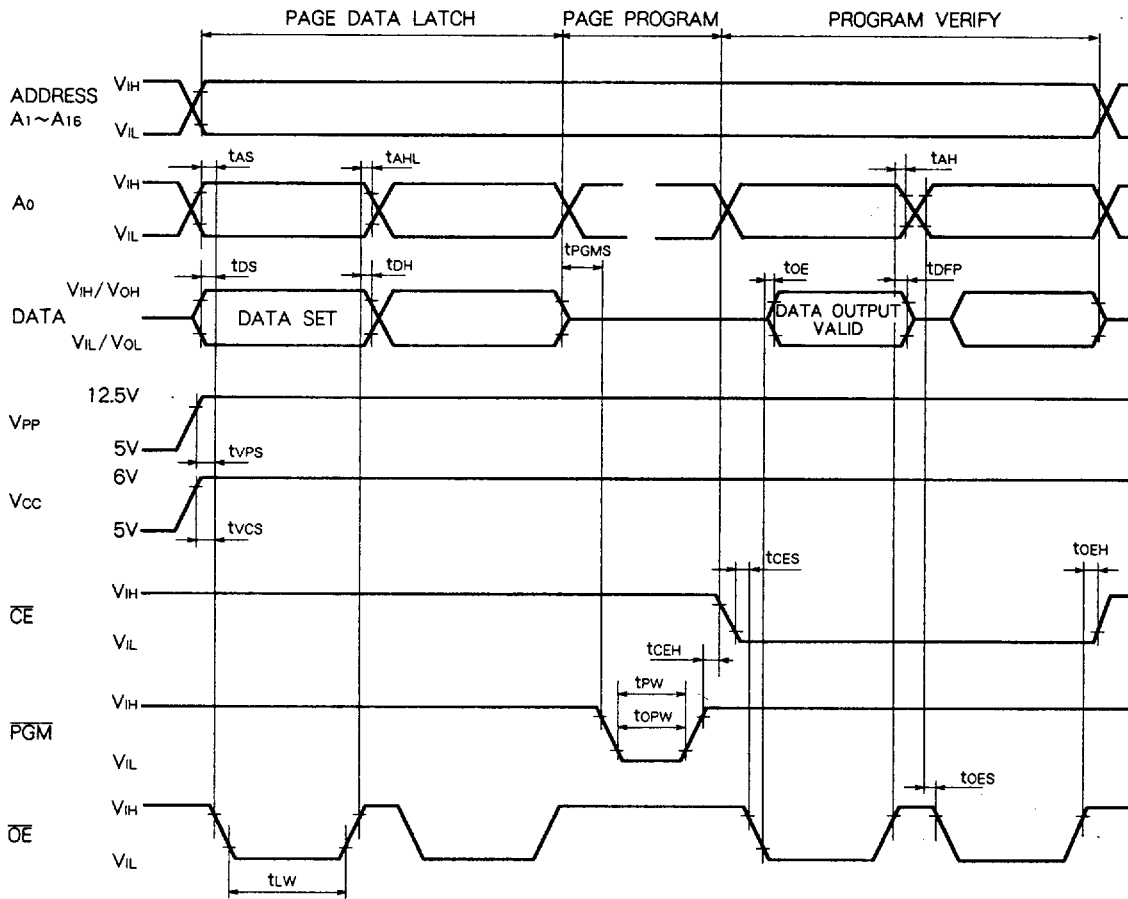 PAGE DATA LATCH PAGE PROGRAM PROGRAM VERIFY
ADDRESS
A1~A16
VIH
VIL
tAS tAHL tAH
A0
VIH
VIL
tPGMS
tDS tDH tOE tDFP
DATA
VIH/VOH
VIL/VOL
DATA SET
DATA OUTPUT
VALID
VPP
12.5V
5V
tVPS
VCC
6V
5V
tVCS
tCES tOEH
CE
VIH
VIL
tCEH
PGM
VIH
VIL
tPW
tOPW
tOES
OE
VIH
VIL
tLW